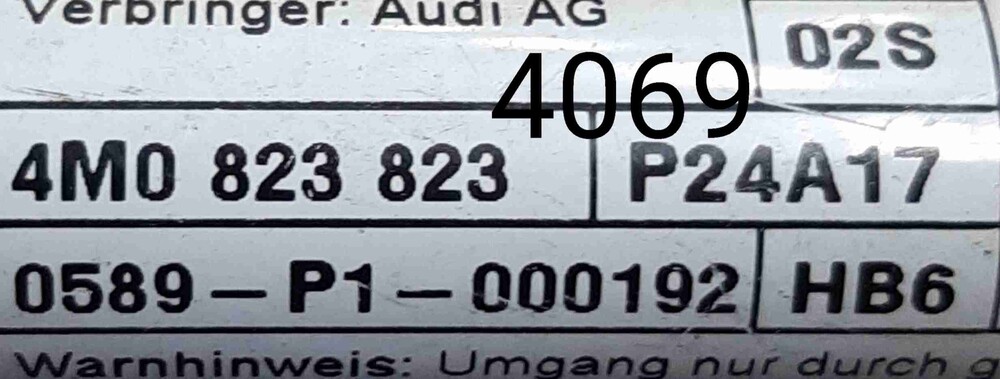 Verbringer: Audi AG
02S
4069
4M0 823 823 P24A17
0589-P1-000192 HB6
Warnhinweis: Umgang nur durch